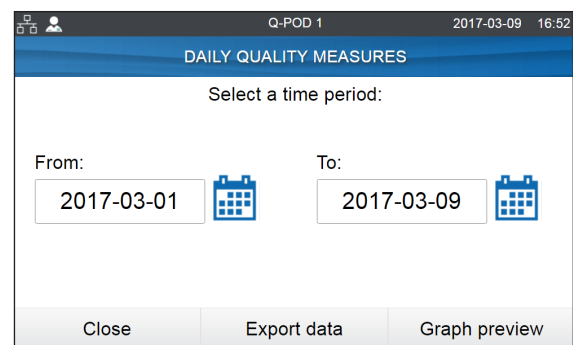 Q-POD 1 2017-03-09 16:52
DAILY QUALITY MEASURES
Select a time period:
From: To:
2017-03-01 2017-03-09
Close Export data Graph preview